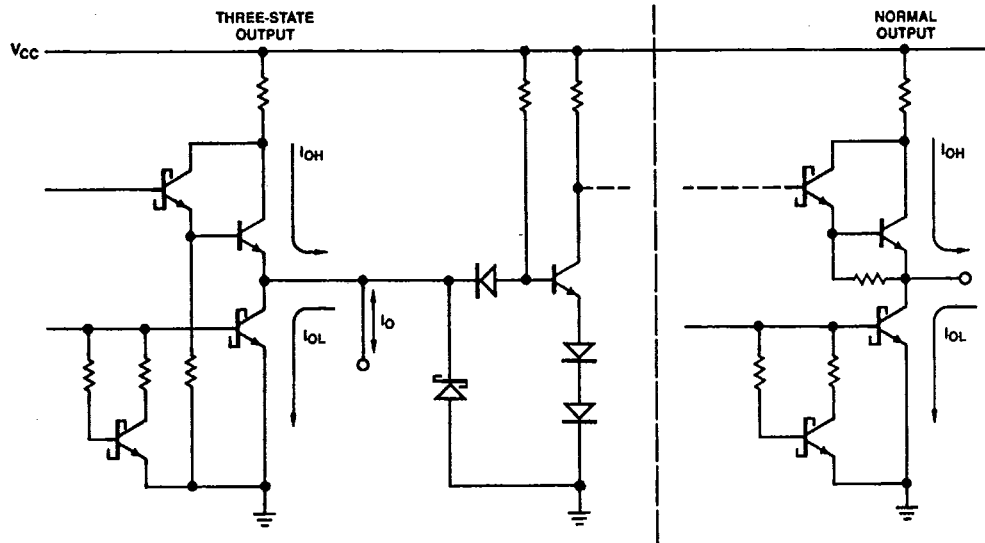 THREE-STATE
OUTPUT
NORMAL
OUTPUT
VCC
IOH
IOH
IO
IOL
IOL